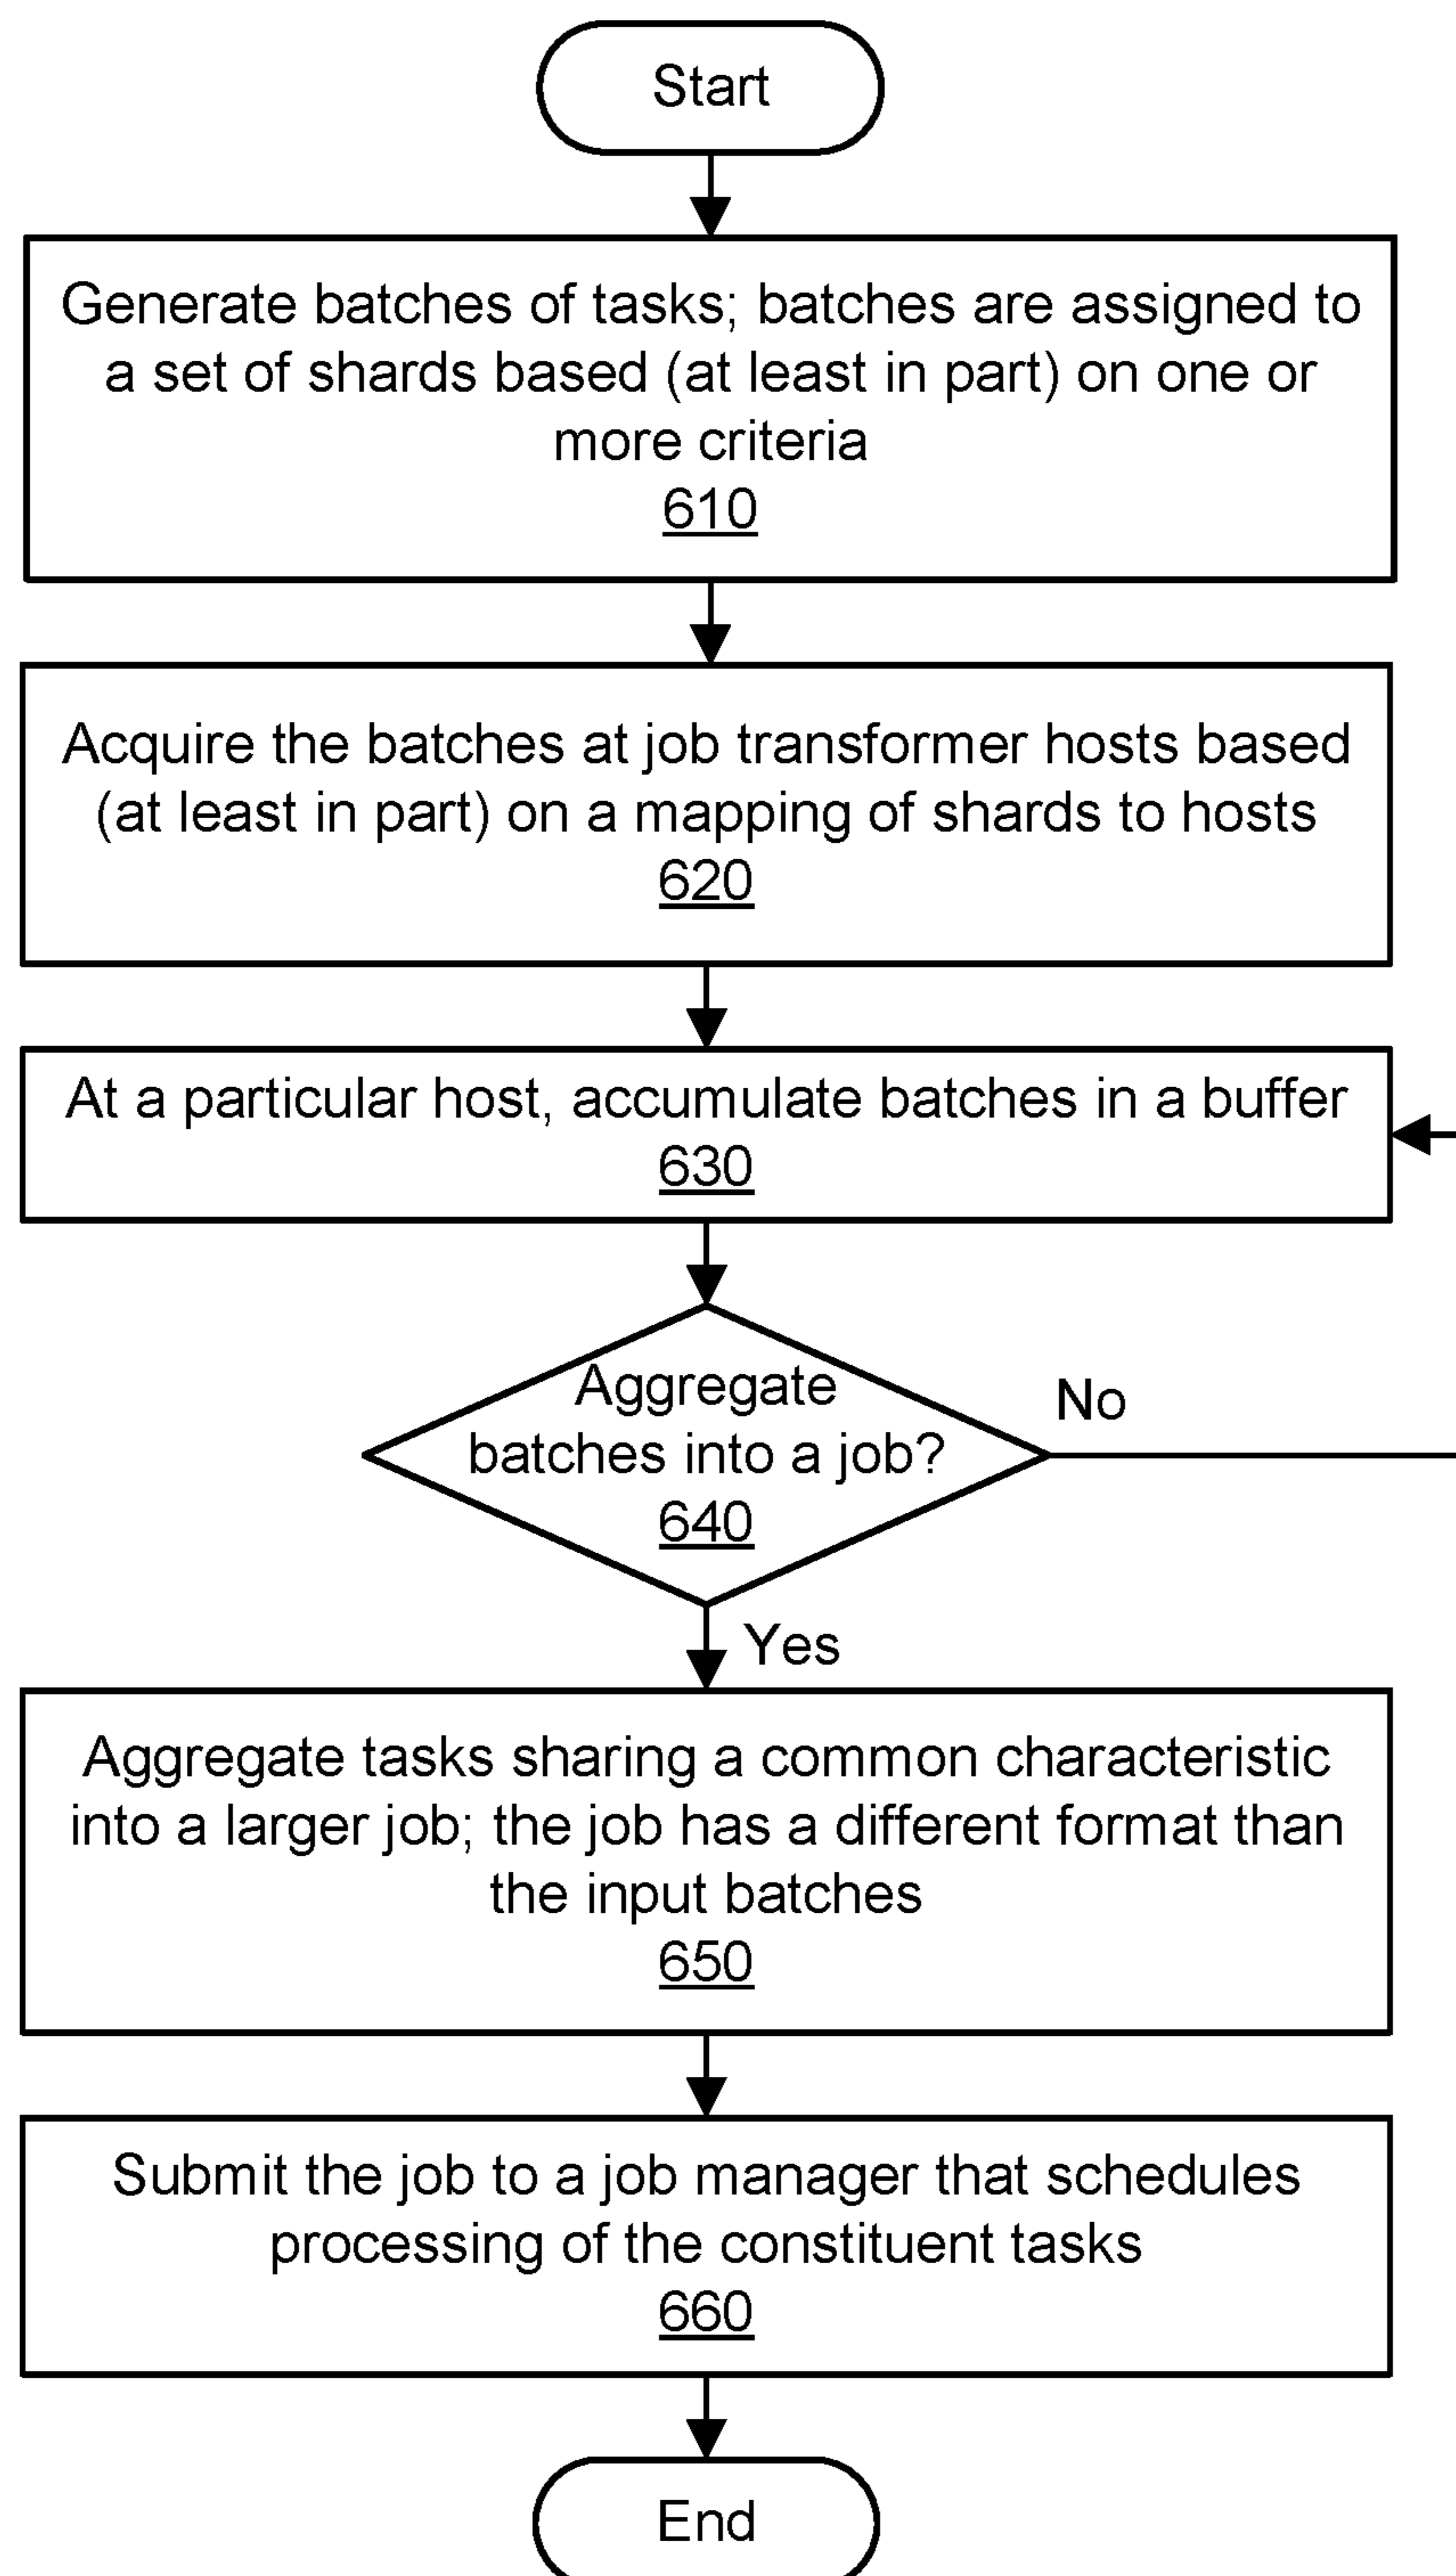 Start
Generate batches of tasks; batches are assigned to
a set of shards based (at least in part) on one or
more criteria
610
Acquire the batches at job transformer hosts based
(at least in part) on a mapping of shards to hosts
620
At a particular host, accumulate batches in a buffer
630
Aggregate
batches into a job?
640
No
Yes
Aggregate tasks sharing a common characteristic
into a larger job; the job has a different format than
the input batches
650
Submit the job to a job manager that schedules
processing of the constituent tasks
660
End